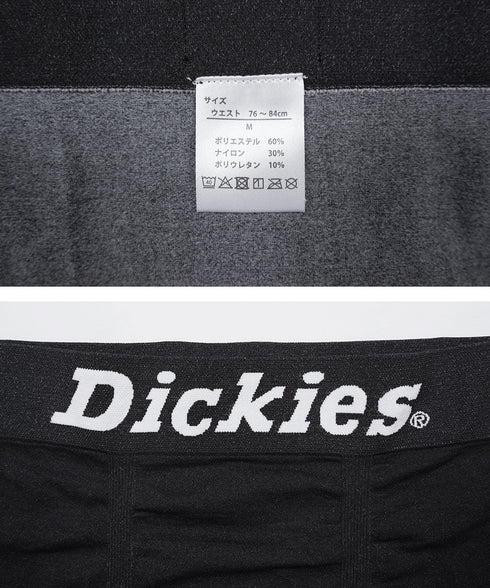 サイズ
ウエスト 76～84cm
M
ポリエステル 60%
ナイロン 30%
ポリウレタン 10%
40
Dickies®